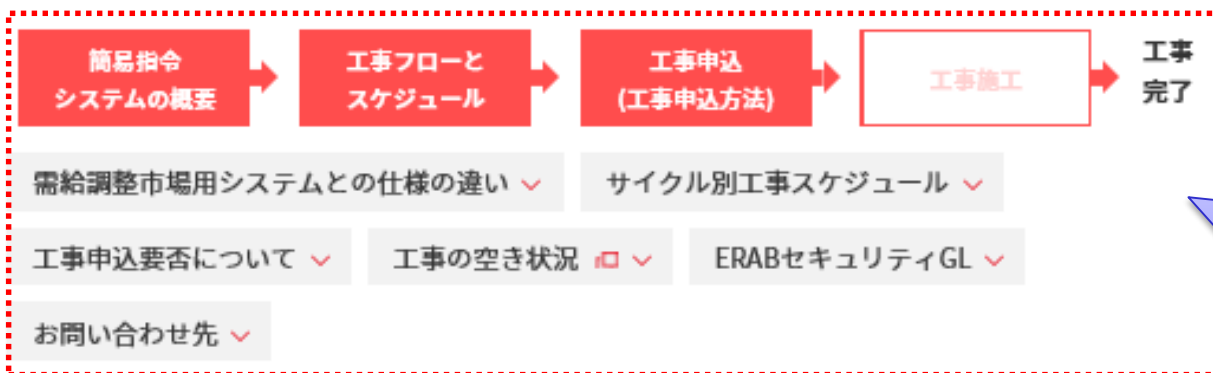 簡易指令
システムの概要
工事フローと
スケジュール
工事申込
(工事申込方法)
工事施工
工事
完了
需給調整市場用システムとの仕様の違い
サイクル別工事スケジュール
工事申込要否について
工事の空き状況
ERABセキュリティGL
お問い合わせ先